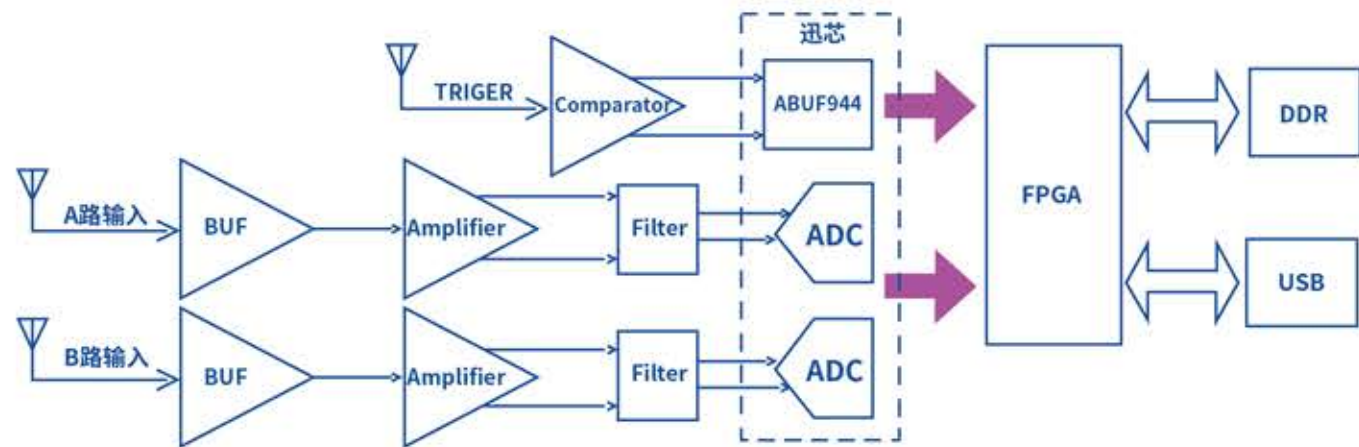 迅芯
TRIGER
Comparator
ABUF944
DDR
A路输入
BUF
Amplifier
Filter
ADC
FPGA
USB
B路输入
BUF
Amplifier
Filter
ADC